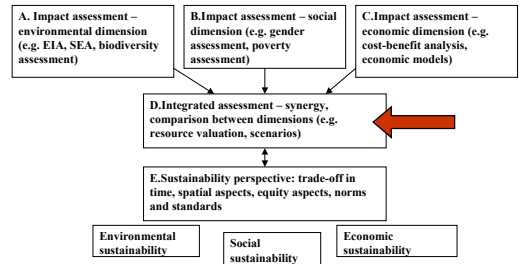 A. Impact assessment –
environmental dimension
(e.g. EIA, SEA, biodiversity
assessment)
B.Impact assessment – social
dimension (e.g. gender
assessment, poverty
assessment)
C.Impact assessment –
economic dimension (e.g.
cost-benefit analysis,
economic models)
D.Integrated assessment – synergy,
comparison between dimensions (e.g.
resource valuation, scenarios)
E.Sustainability perspective: trade-off in
time, spatial aspects, equity aspects, norms
and standards
Environmental
sustainability
Social
sustainability
Economic
sustainability